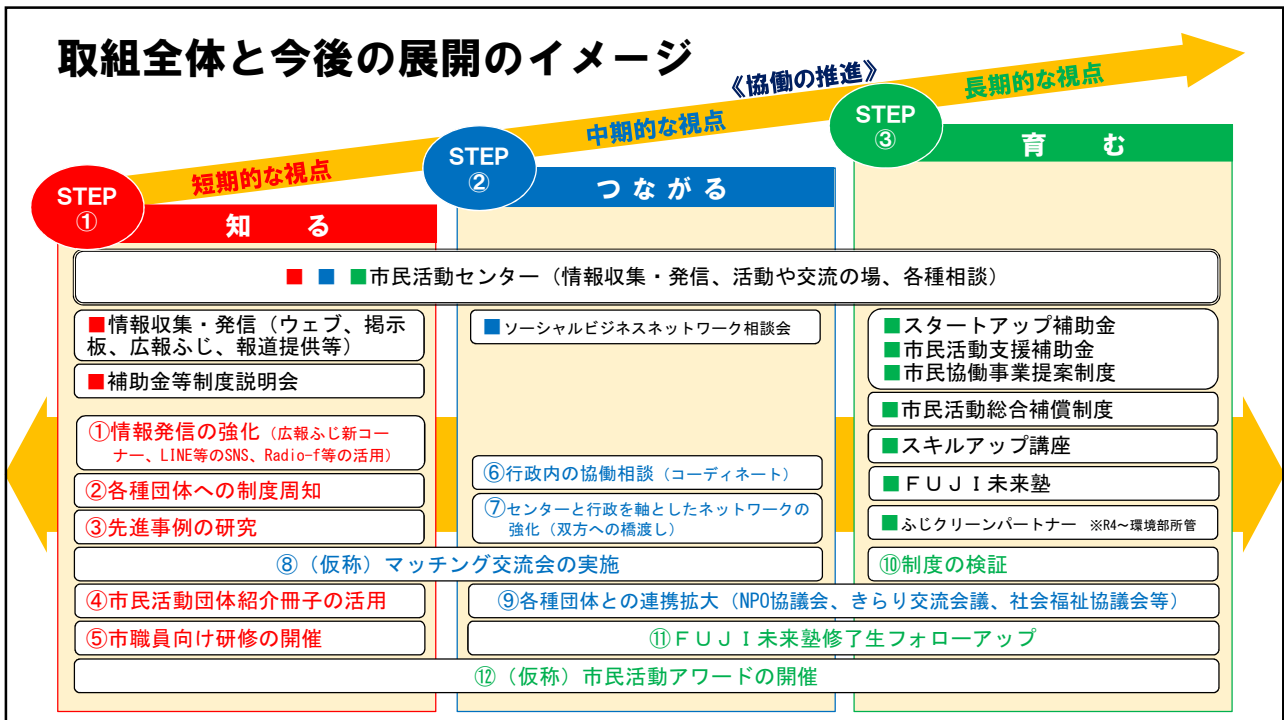 取組全体と今後の展開のイメージ
《協働の推進》
長期的な視点
中期的な視点
短期的な視点
STEP
①
知　る
STEP
②
つながる
STEP
③
育　む
■ ■ ■市民活動センター（情報収集・発信、活動や交流の場、各種相談）
■情報収集・発信（ウェブ、掲示
板、広報ふじ、報道提供等）
■補助金等制度説明会
①情報発信の強化（広報ふじ新コー
ナー、LINE等のSNS、Radio-f等の活用）
②各種団体への制度周知
③先進事例の研究
■ソーシャルビジネスネットワーク相談会
⑥行政内の協働相談（コーディネート）
⑦センターと行政を軸としたネットワークの
強化（双方への橋渡し）
■スタートアップ補助金
■市民活動支援補助金
■市民協働事業提案制度
■市民活動総合補償制度
■スキルアップ講座
■ＦＵＪＩ未来塾
■ふじクリーンパートナー ※R4～環境部所管
⑧（仮称）マッチング交流会の実施
⑩制度の検証
④市民活動団体紹介冊子の活用
⑨各種団体との連携拡大（NPO協議会、きらり交流会議、社会福祉協議会等）
⑤市職員向け研修の開催
⑪ＦＵＪＩ未来塾修了生フォローアップ
⑫（仮称）市民活動アワードの開催